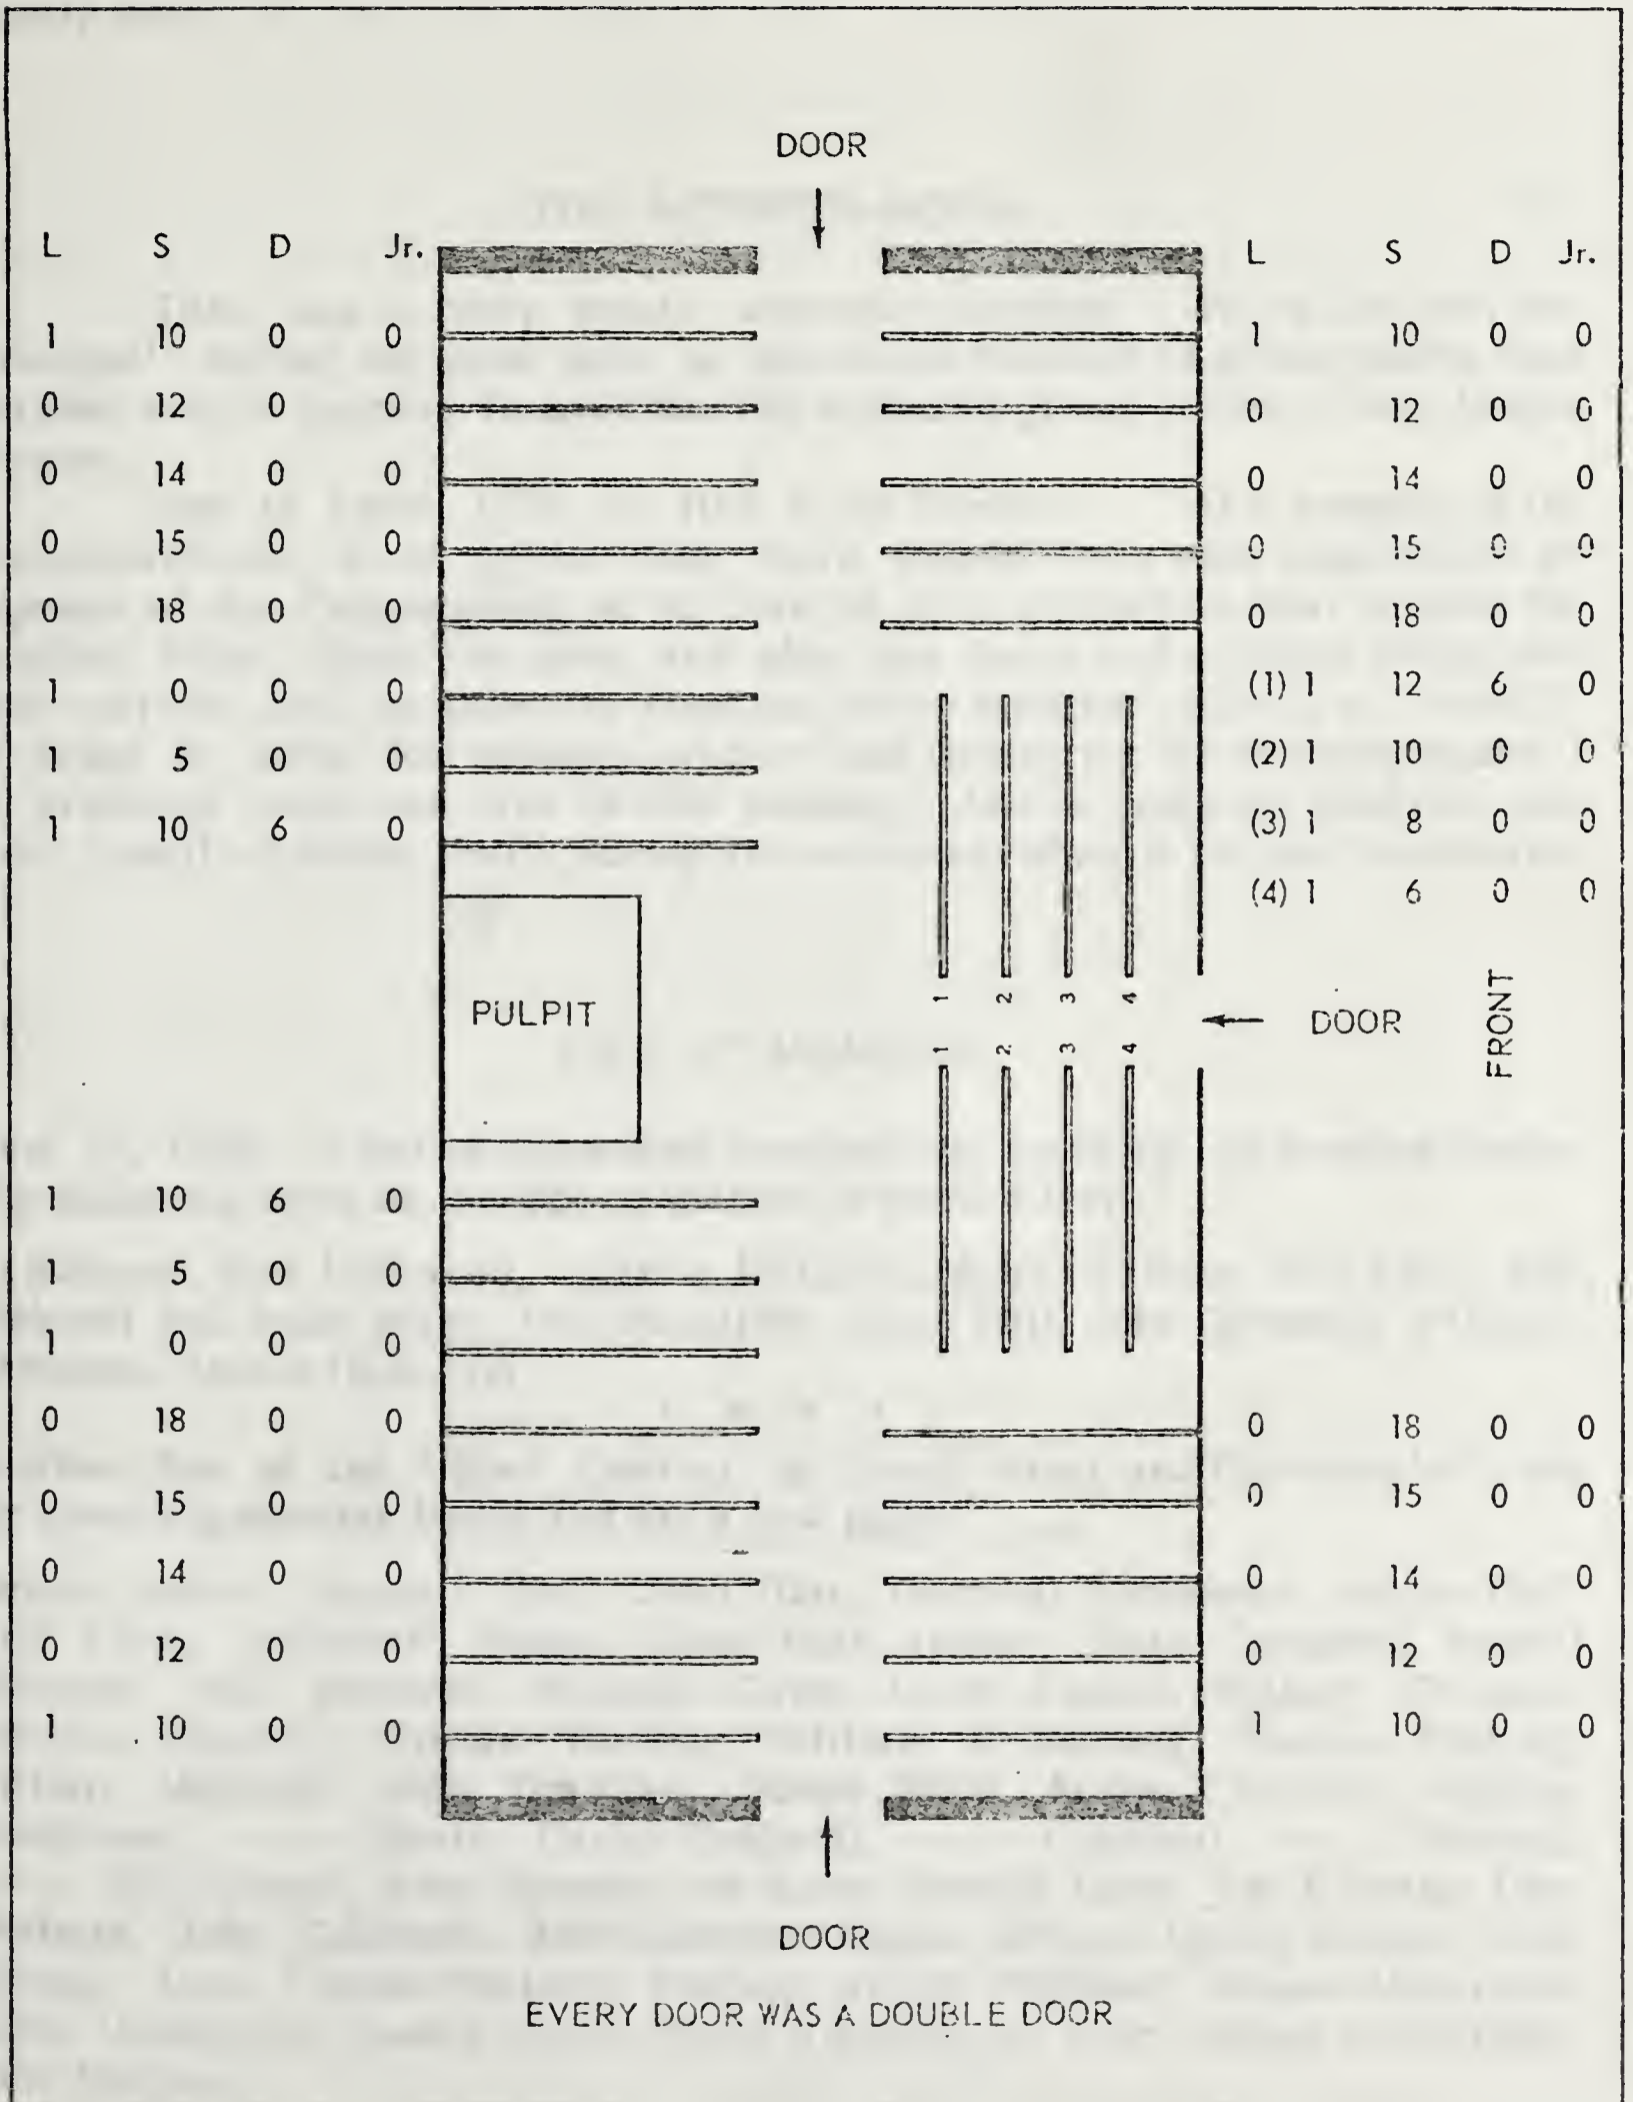 DOOR
L S D Jr. L S D Jr.
1 10 0 0 1 10 0 0
0 12 0 0 0 12 0 0
0 14 0 0 0 14 0 0
0 15 0 0 0 15 0 0
0 18 0 0 0 18 0 0
1 0 0 0 (1) 1 12 6 0
1 5 0 0 (2) 1 10 0 0
1 10 6 0 (3) 1 8 0 0
(4) 1 6 0 0
1 2 3 4
PULPIT
DOOR
FRONT
1 2 3 4
1 10 6 0
1 5 0 0
1 0 0 0
0 18 0 0 0 18 0 0
0 15 0 0 0 15 0 0
0 14 0 0 0 14 0 0
0 12 0 0 0 12 0 0
1 10 0 0 1 10 0 0
DOOR
EVERY DOOR WAS A DOUBLE DOOR